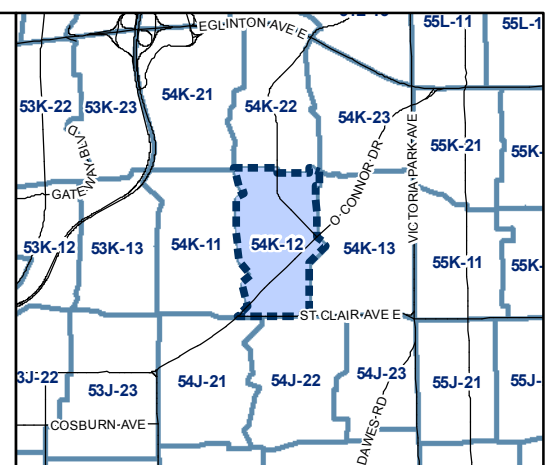 EGLINTON AVE E
55L-11
55L-1
53K-22
53K-23
54K-21
54K-22
54K-23
55K-21
55K-
GATEWAY BLVD
O CONNOR DR
VICTORIA PARK AVE
53K-12
53K-13
54K-11
54K-12
54K-13
55K-11
55K-
ST CLAIR AVE E
3J-22
53J-23
54J-21
54J-22
54J-23
55J-21
55J-
COSBURN AVE
DAWES RD